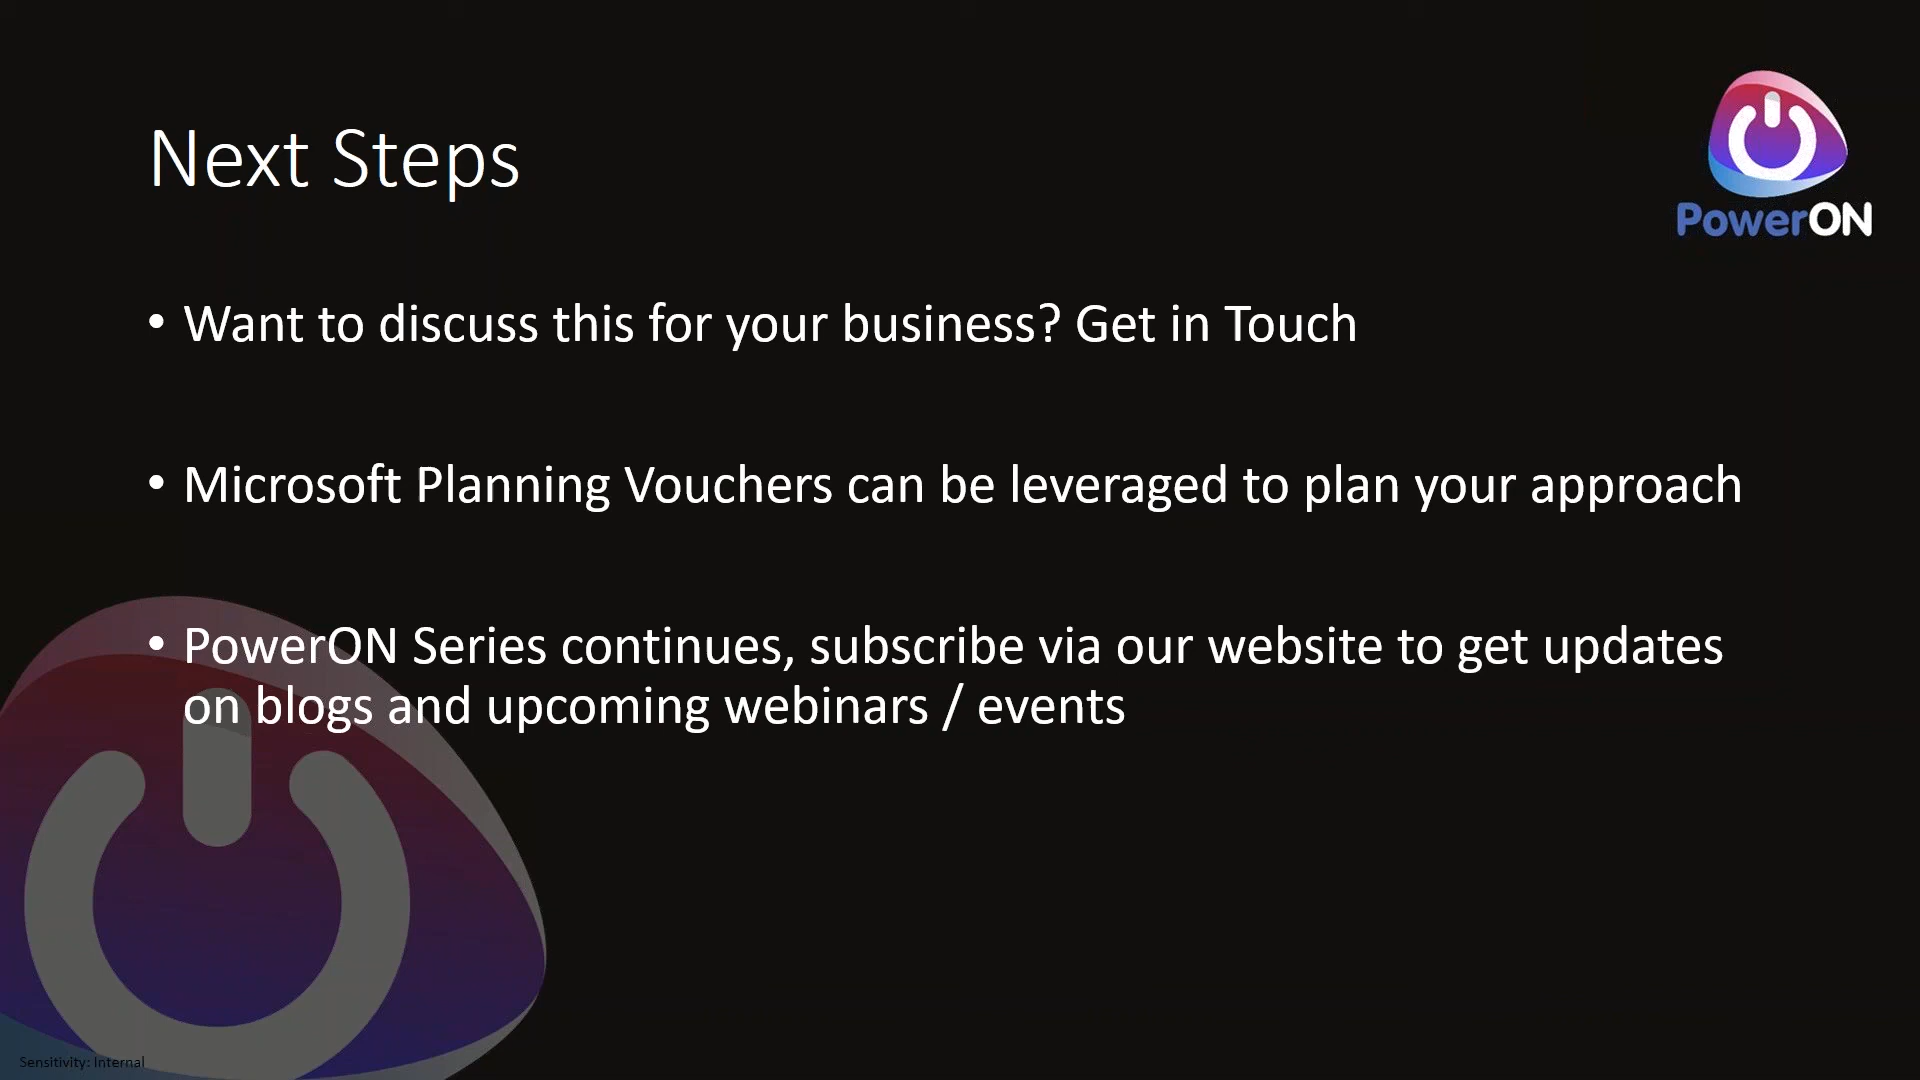 Next Steps
PowerON
• Want to discuss this for your business? Get in Touch
• Microsoft Planning Vouchers can be leveraged to plan your approach
• PowerON Series continues, subscribe via our website to get updates
on blogs and upcoming webinars / events
Sensitivity: Internal